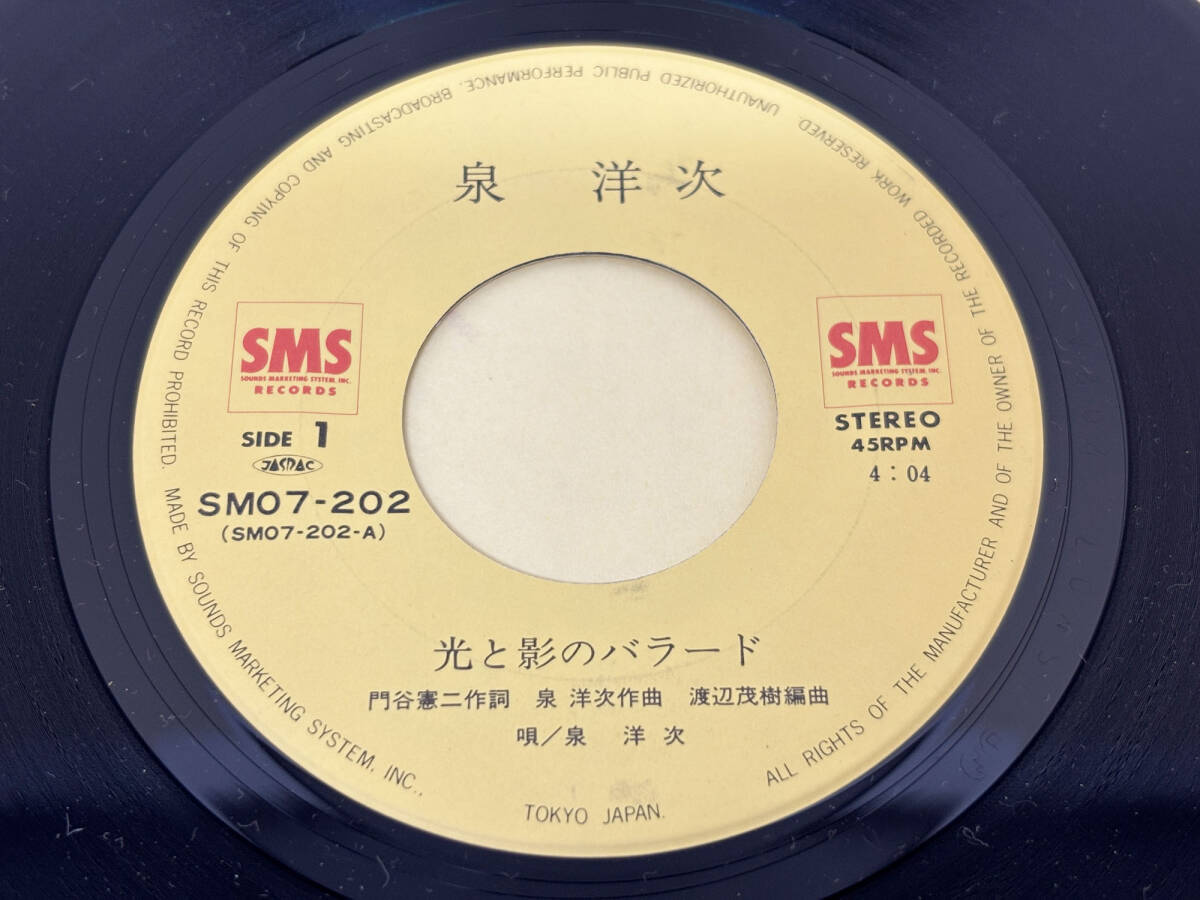 泉 洋次
SMS
SOUNDS MARKETING SYSTEM, INC.
RECORDS
SIDE 1
JASRAC
SM07-202
(SM07-202-A)
SMS
SOUNDS MARKETING SYSTEM, INC.
RECORDS
STEREO
45RPM
4:04
光と影のバラード
門谷憲二作詞 泉 洋次作曲 渡辺茂樹編曲
唄/泉 洋次
MADE BY SOUNDS MARKETING SYSTEM, INC., TOKYO JAPAN. ALL RIGHTS OF THE MANUFACTURER AND OF THE OWNER OF THE RECORDED WORK RESERVED. UNAUTHORIZED PUBLIC PERFORMANCE, BROADCASTING AND COPYING OF THIS RECORD PROHIBITED.